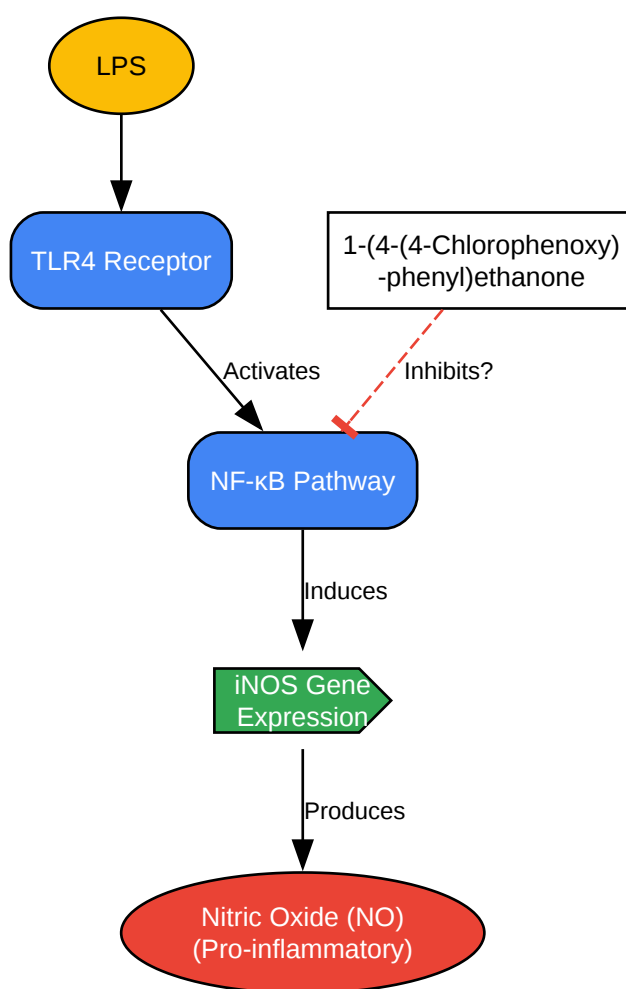 LPS
TLR4 Receptor
1-(4-(4-Chlorophenoxy)
-phenyl)ethanone
Activates
Inhibits?
NF-κB Pathway
Induces
iNOS Gene
Expression
Produces
Nitric Oxide (NO)
(Pro-inflammatory)